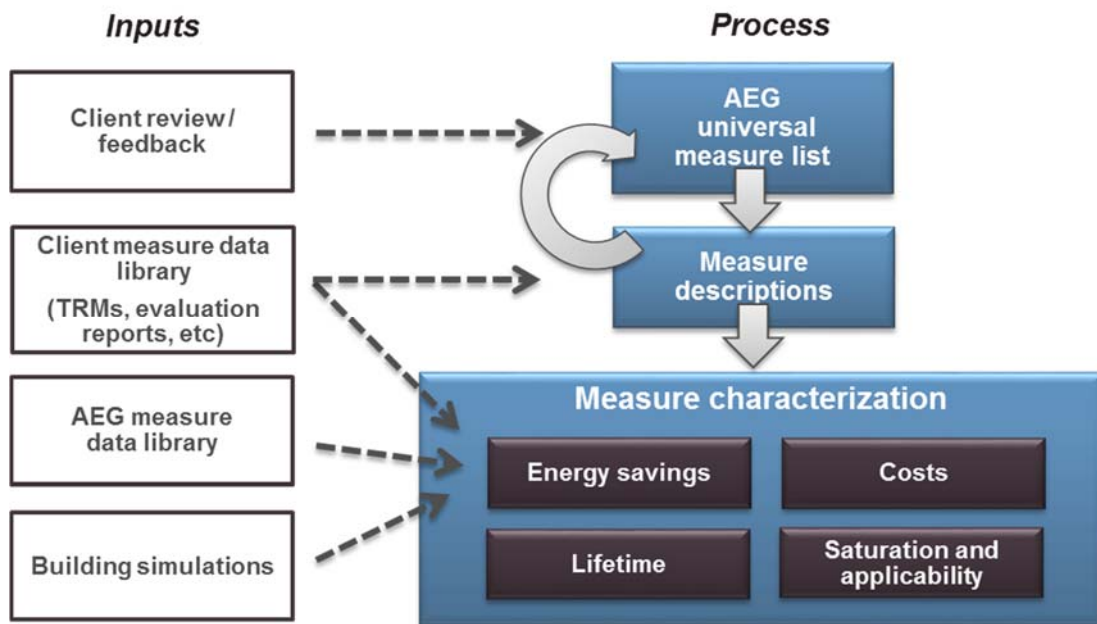 Inputs
Process
Client review /
feedback
AEG
universal
measure list
Client measure data
library
(TRMs, evaluation
reports, etc)
Measure
descriptions
AEG measure
data library
Building simulations
Measure characterization
Energy savings
Costs
Lifetime
Saturation and
applicability